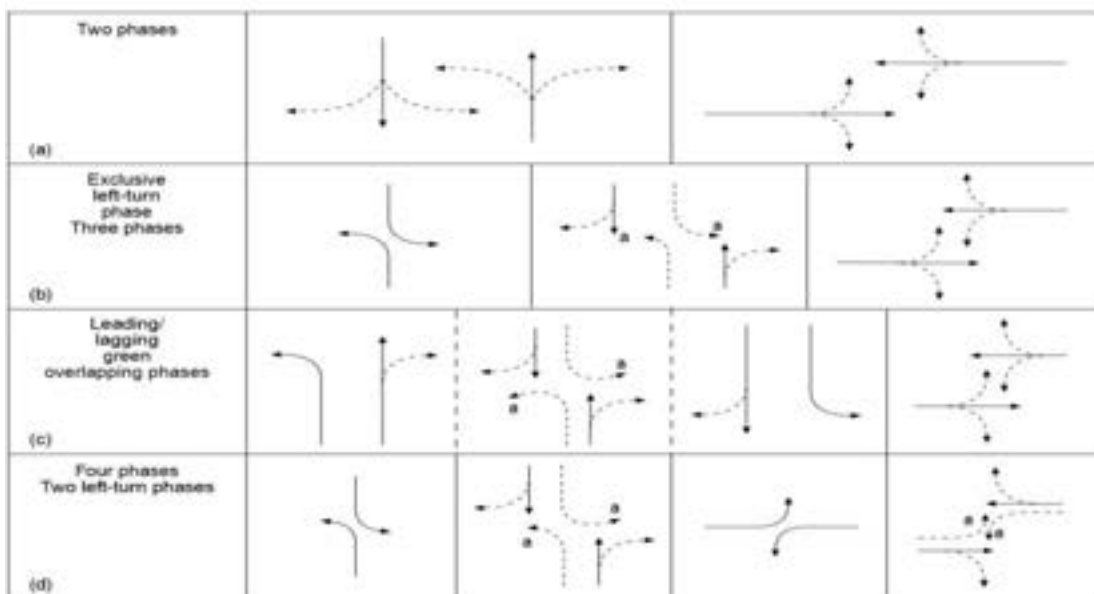 Two phases
(a)
Exclusive
left-turn
phase
Three phases
a
a
(b)
Leading/
lagging
green
overlapping phases
a
a
(c)
Four phases
Two left-turn phases
a
a
a
a
(d)